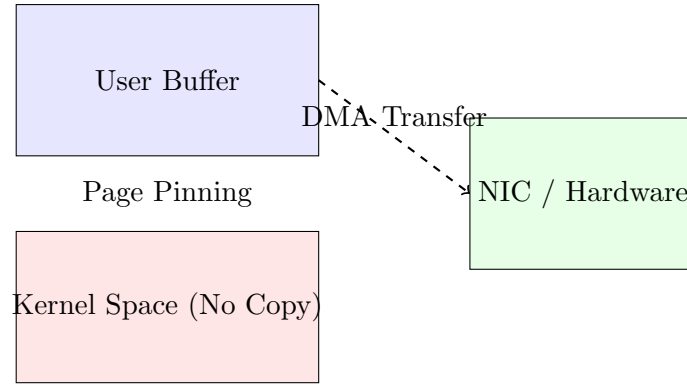 User Buffer
DMA Transfer
Page Pinning
NIC / Hardware
Kernel Space (No Copy)